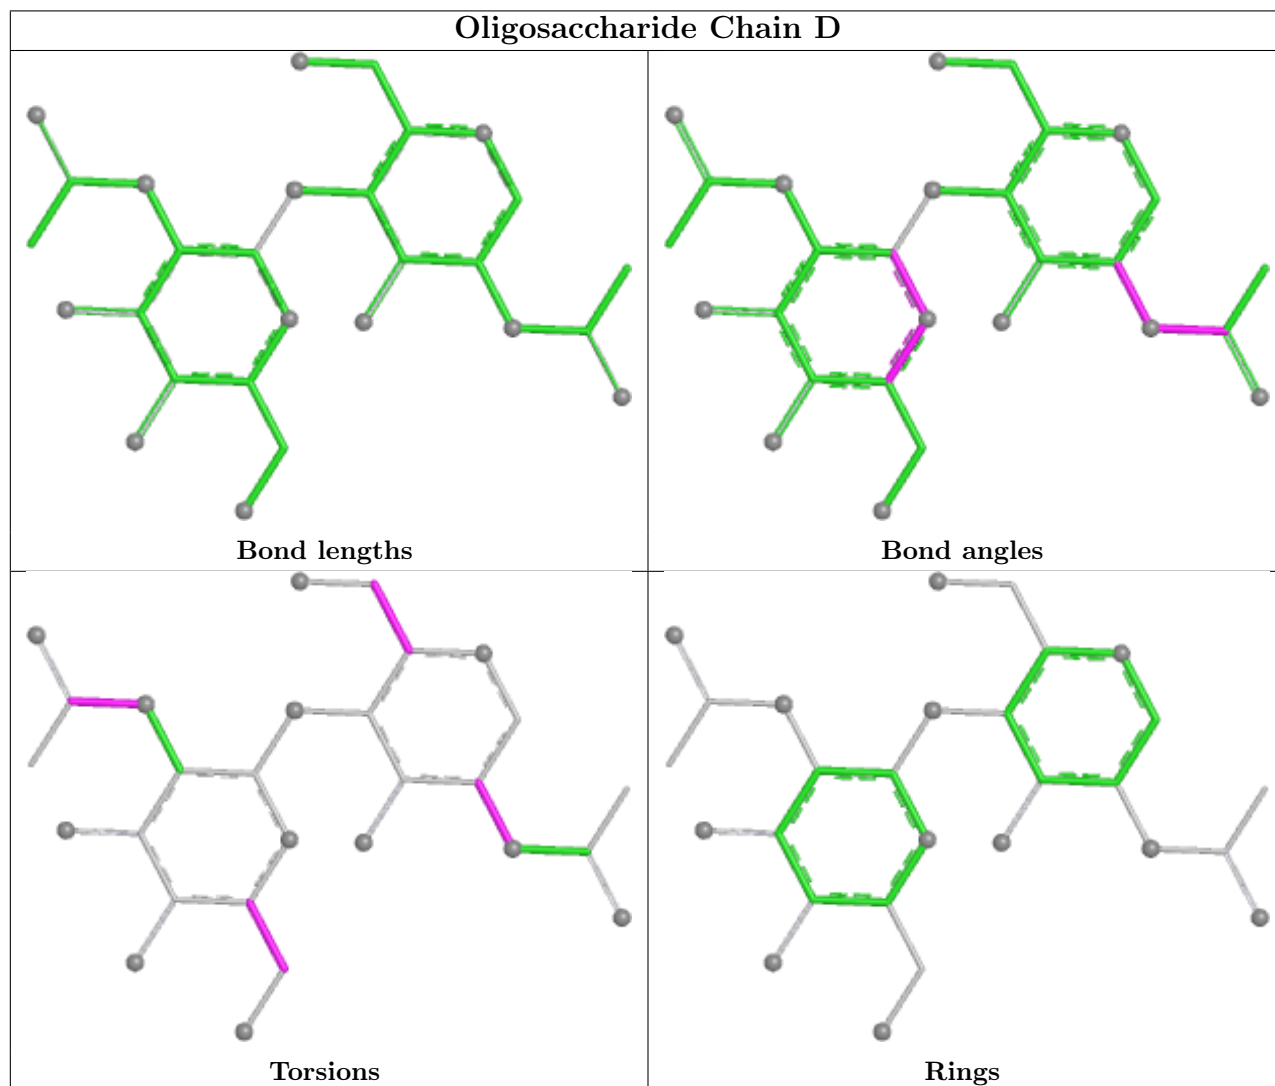 Oligosaccharide Chain D
Bond lengths
Bond angles
Torsions
Rings